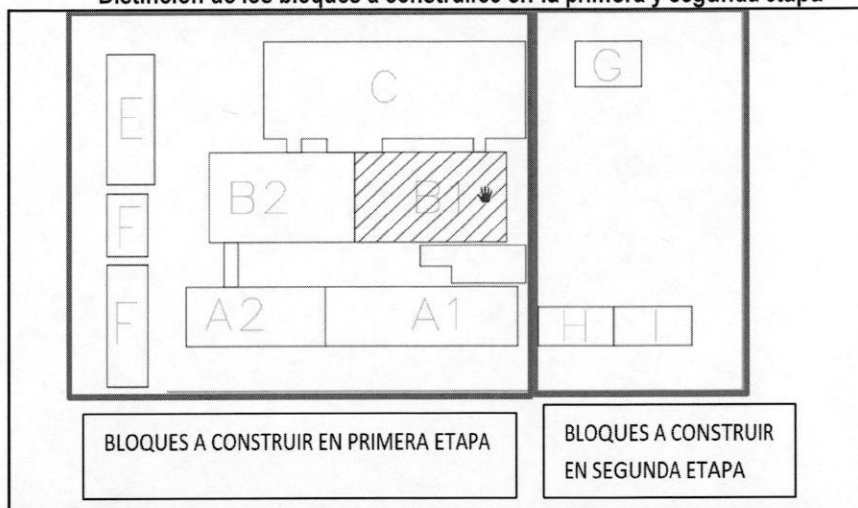 Distinción de los bloques a construirse en la primera y segunda etapa
C
G
E
B2
B1
F
F
A2
A1
H
I
BLOQUES A CONSTRUIR EN PRIMERA ETAPA
BLOQUES A CONSTRUIR
EN SEGUNDA ETAPA